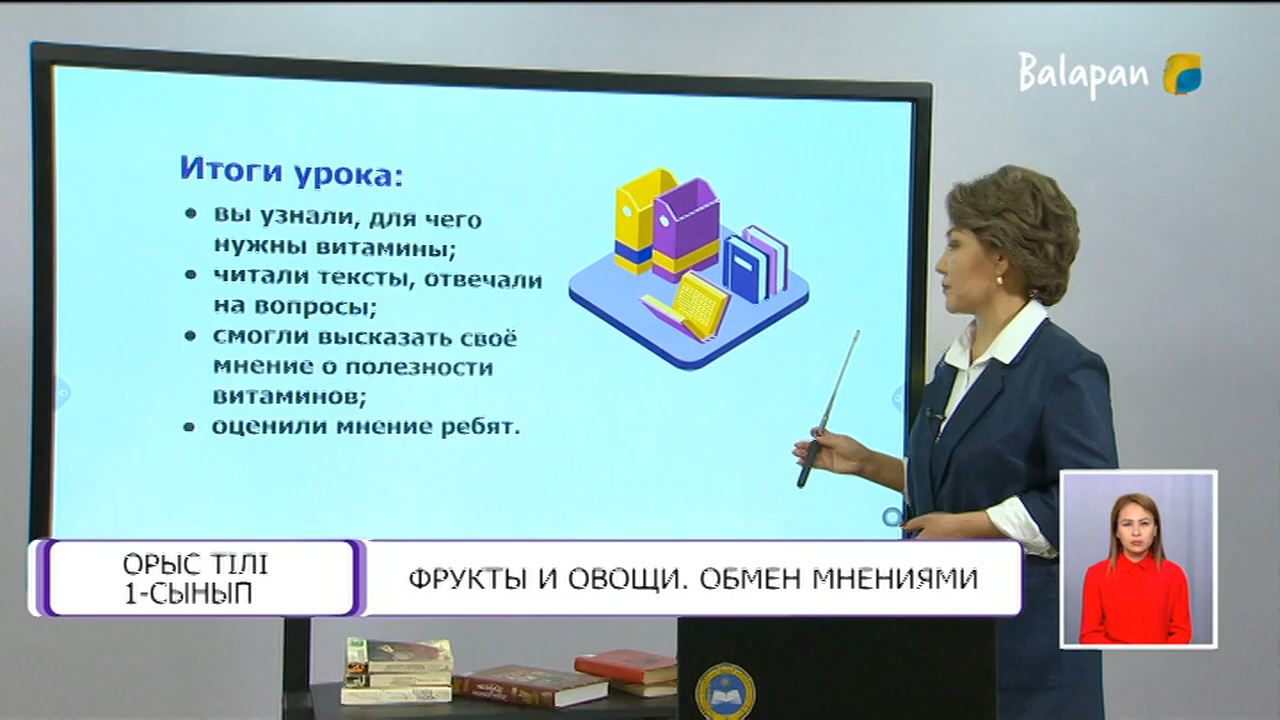 Balapan
Итоги урока:
• вы узнали, для чего
нужны витамины;
• читали тексты, отвечали
на вопросы;
• смогли высказать своё
мнение о полезности
витаминов;
• оценили мнение ребят.
ОРЫС ТІЛІ
1-СЫНЫП
ФРУКТЫ И ОВОЩИ. ОБМЕН МНЕНИЯМИ